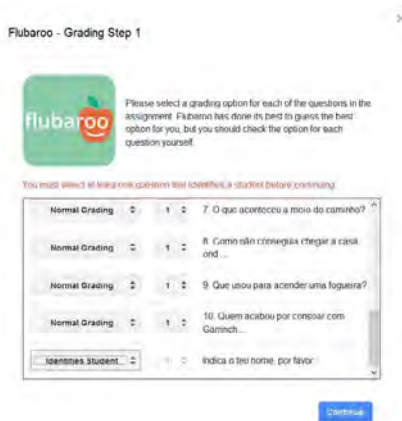 Flubaroo - Grading Step 1
flubaroo
Please select a grading option for each of the questions in the
assignment. Flubaroo has done its best to guess the best
option for you, but you should check the option for each
question yourself.
You must select at least one question that identifies a student before continuing.
Normal Grading 1 7. O que aconteceu a meio do caminho?
Normal Grading 1 8. Como não conseguia chegar a casa,
ond...
Normal Grading 1 9. Que usou para acender uma fogueira?
Normal Grading 1 10. Quem acabou por consoar com
Garrinch...
Identifies Student 1 Indica o teu nome, por favor
Continue